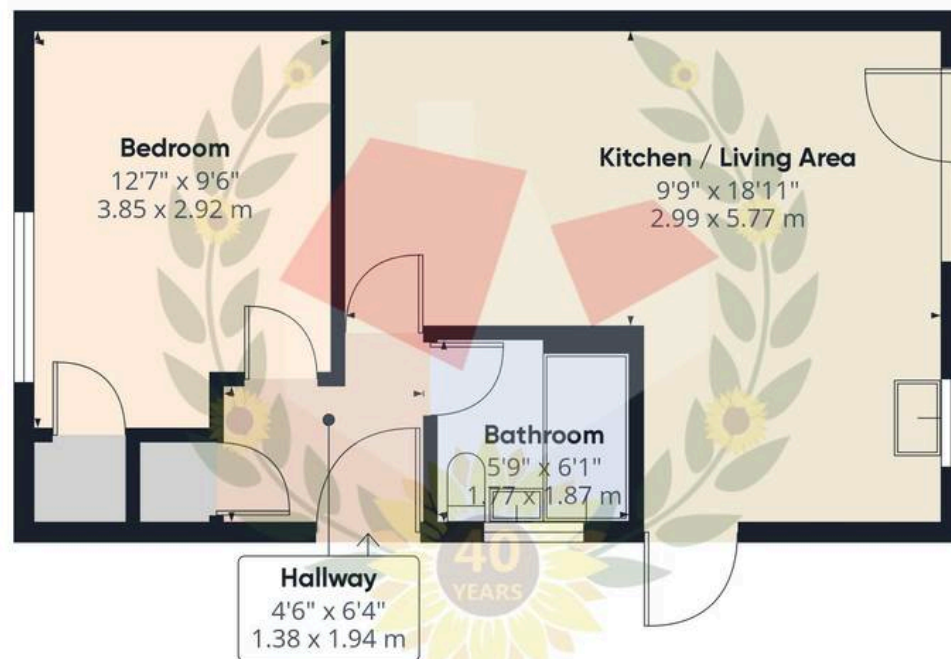 Bedroom
12'7" x 9'6"
3.85 x 2.92 m
Kitchen / Living Area
9'9" x 18'11"
2.99 x 5.77 m
Bathroom
5'9" x 6'1"
1.77 x 1.87 m
Hallway
4'6" x 6'4"
1.38 x 1.94 m
40
YEARS